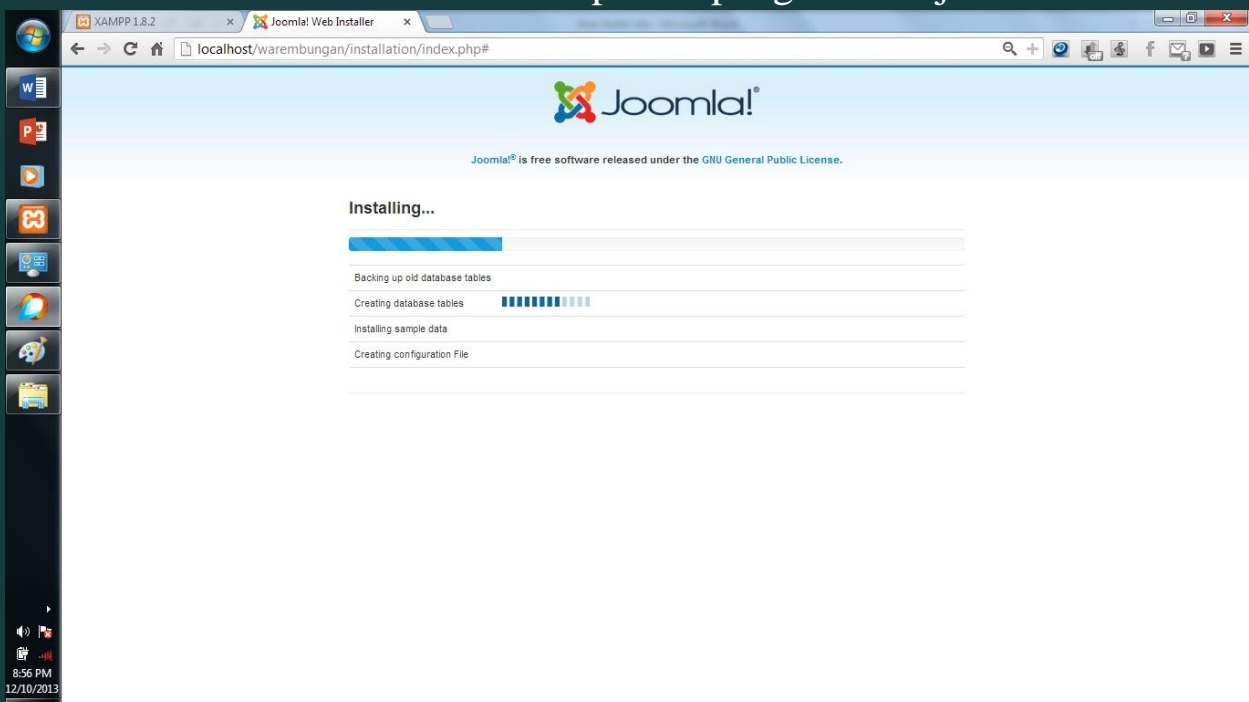 XAMPP 1.8.2
Joomla! Web Installer
localhost/warembungan/installation/index.php#
Joomla!®
Joomla!® is free software released under the GNU General Public License.
Installing...
Backing up old database tables
Creating database tables
Installing sample data
Creating configuration File
8:56 PM
12/10/2013